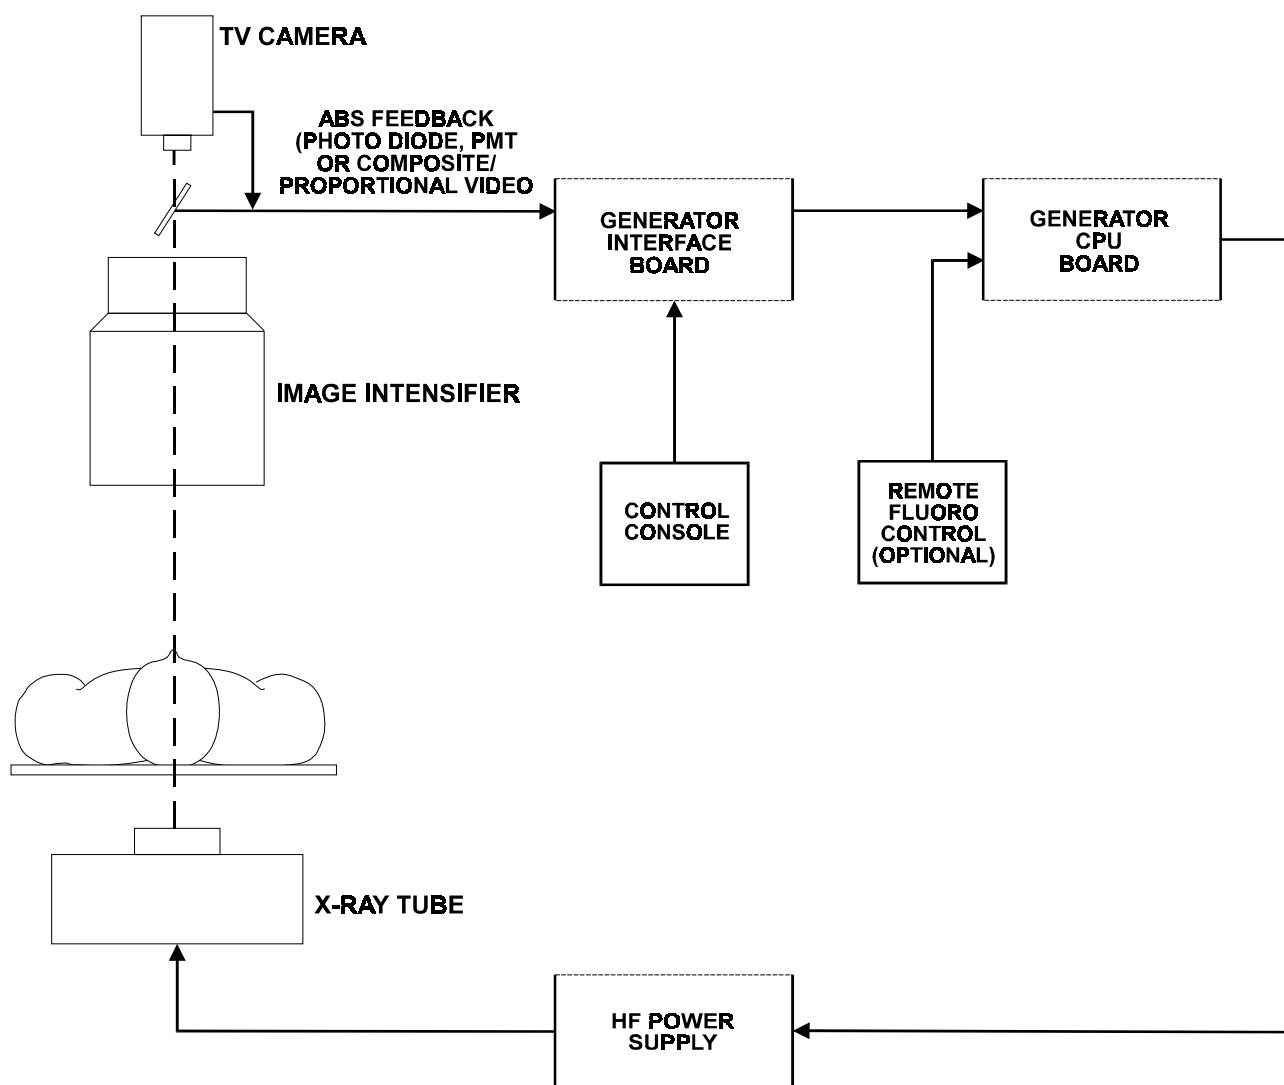 TV CAMERA
ABS FEEDBACK
(PHOTO DIODE, PMT
OR COMPOSITE/
PROPORTIONAL VIDEO
GENERATOR
INTERFACE
BOARD
GENERATOR
CPU
BOARD
IMAGE INTENSIFIER
CONTROL
CONSOLE
REMOTE
FLUORO
CONTROL
(OPTIONAL)
X-RAY TUBE
HF POWER
SUPPLY